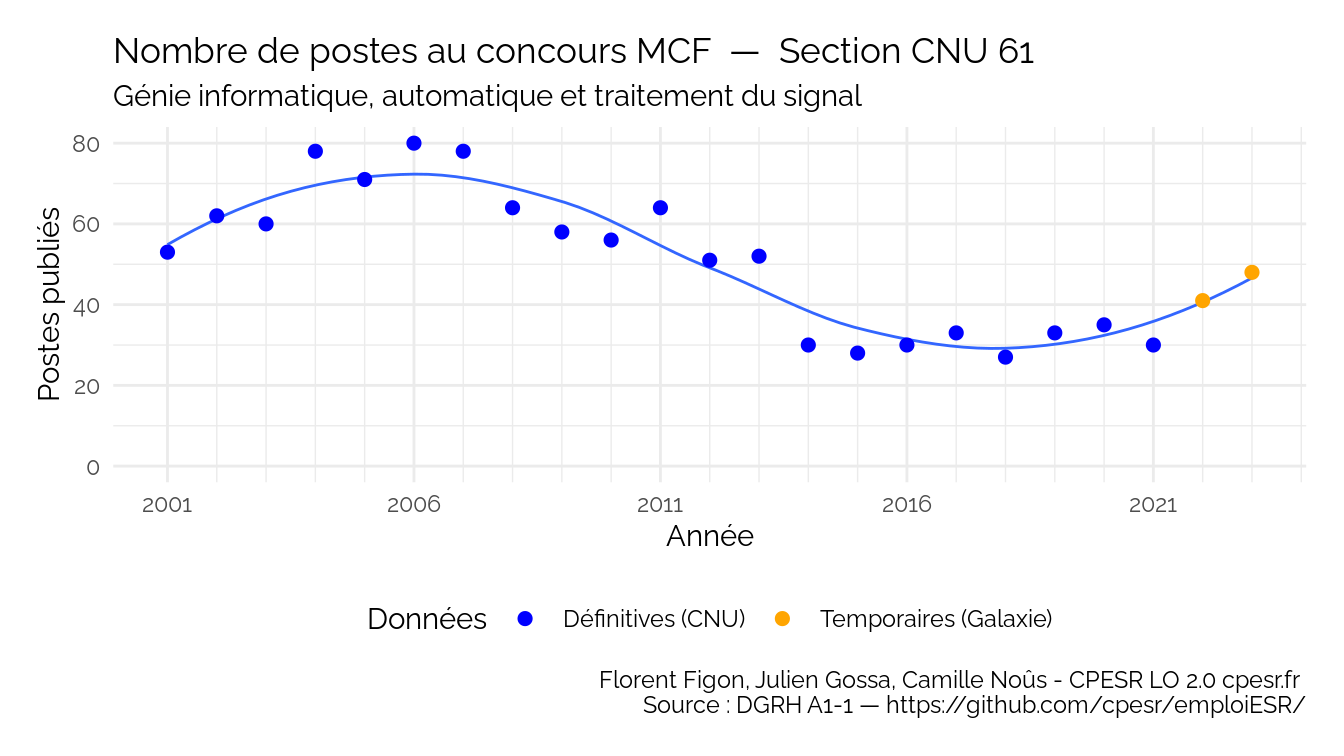 Nombre de postes au concours MCF — Section CNU 61
Génie informatique, automatique et traitement du signal
Postes publiés
80
60
40
20
0
2001 2006 2011 2016 2021
Année
Données Définitives (CNU) Temporaires (Galaxie)
Florent Figon, Julien Gossa, Camille Noûs - CPESR LO 2.0 cpesr.fr
Source : DGRH A1-1 — https://github.com/cpesr/emploiESR/